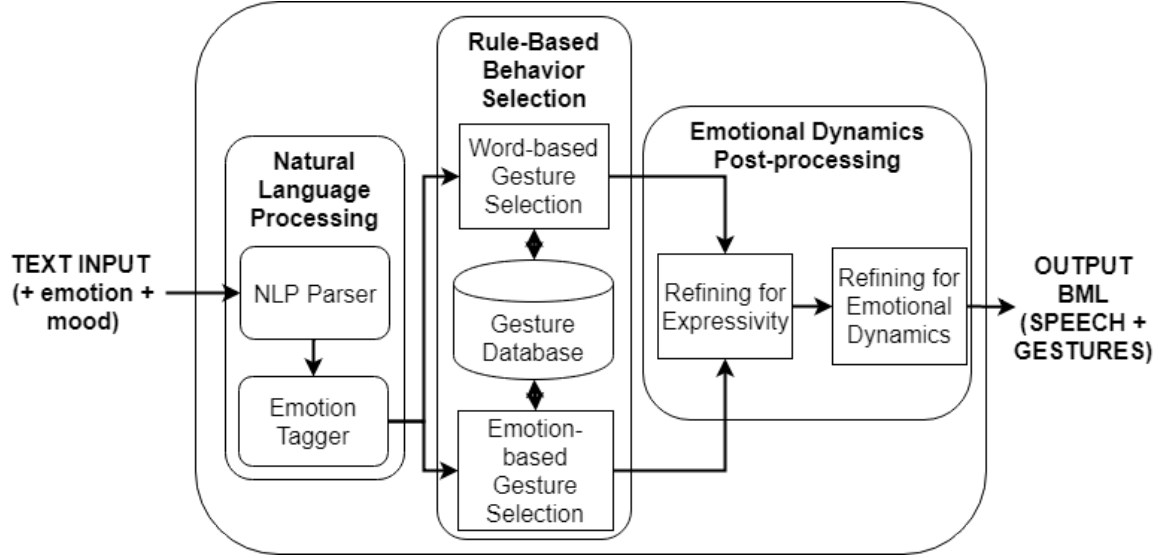 TEXT INPUT
(+ emotion +
mood)
Natural
Language
Processing
NLP Parser
Emotion
Tagger
Rule-Based
Behavior
Selection
Word-based
Gesture
Selection
Gesture
Database
Emotion-
based
Gesture
Selection
Emotional Dynamics
Post-processing
Refining for
Expressivity
Refining for
Emotional
Dynamics
OUTPUT
BML
(SPEECH +
GESTURES)